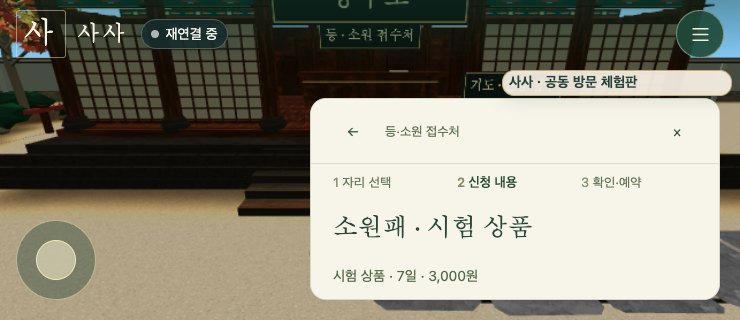 사 사사 재연결 중
등·소원 접수처
기도·
사사 · 공동 방문 체험판
← 등·소원 접수처 ×
1 자리 선택 2 신청 내용 3 확인·예약
소원패 · 시험 상품
시험 상품 · 7일 · 3,000원